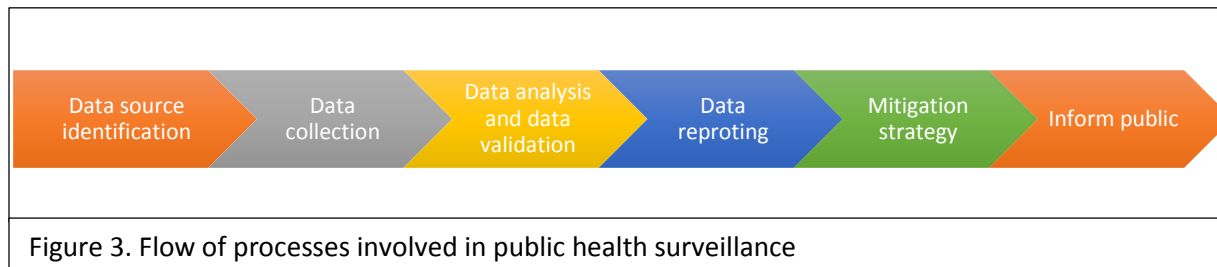 Data source
identification
Data
collection
Data analysis
and data
validation
Data
reproting
Mitigation
strategy
Inform public
Figure 3. Flow of processes involved in public health surveillance